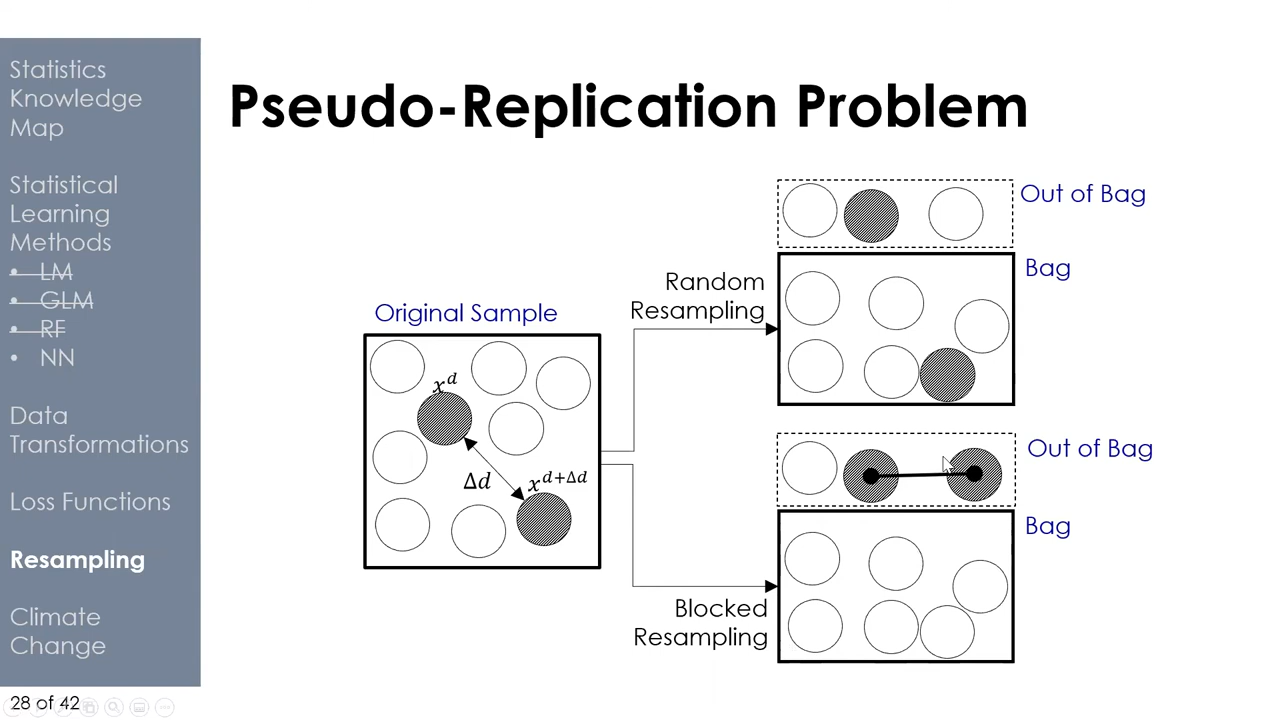 Statistics
Knowledge
Map
Statistical
Learning
Methods
• LM
• GLM
• RF
• NN
Data
Transformations
Loss Functions
Resampling
Climate
Change
28 of 42
Pseudo-Replication Problem
Original Sample
x^d
Δd
x^{d+Δd}
Random
Resampling
Out of Bag
Bag
Blocked
Resampling
Out of Bag
Bag